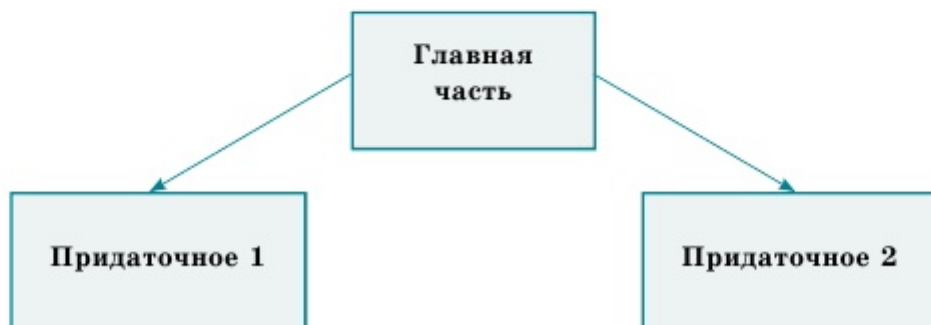 Главная
часть
Придаточное 1
Придаточное 2